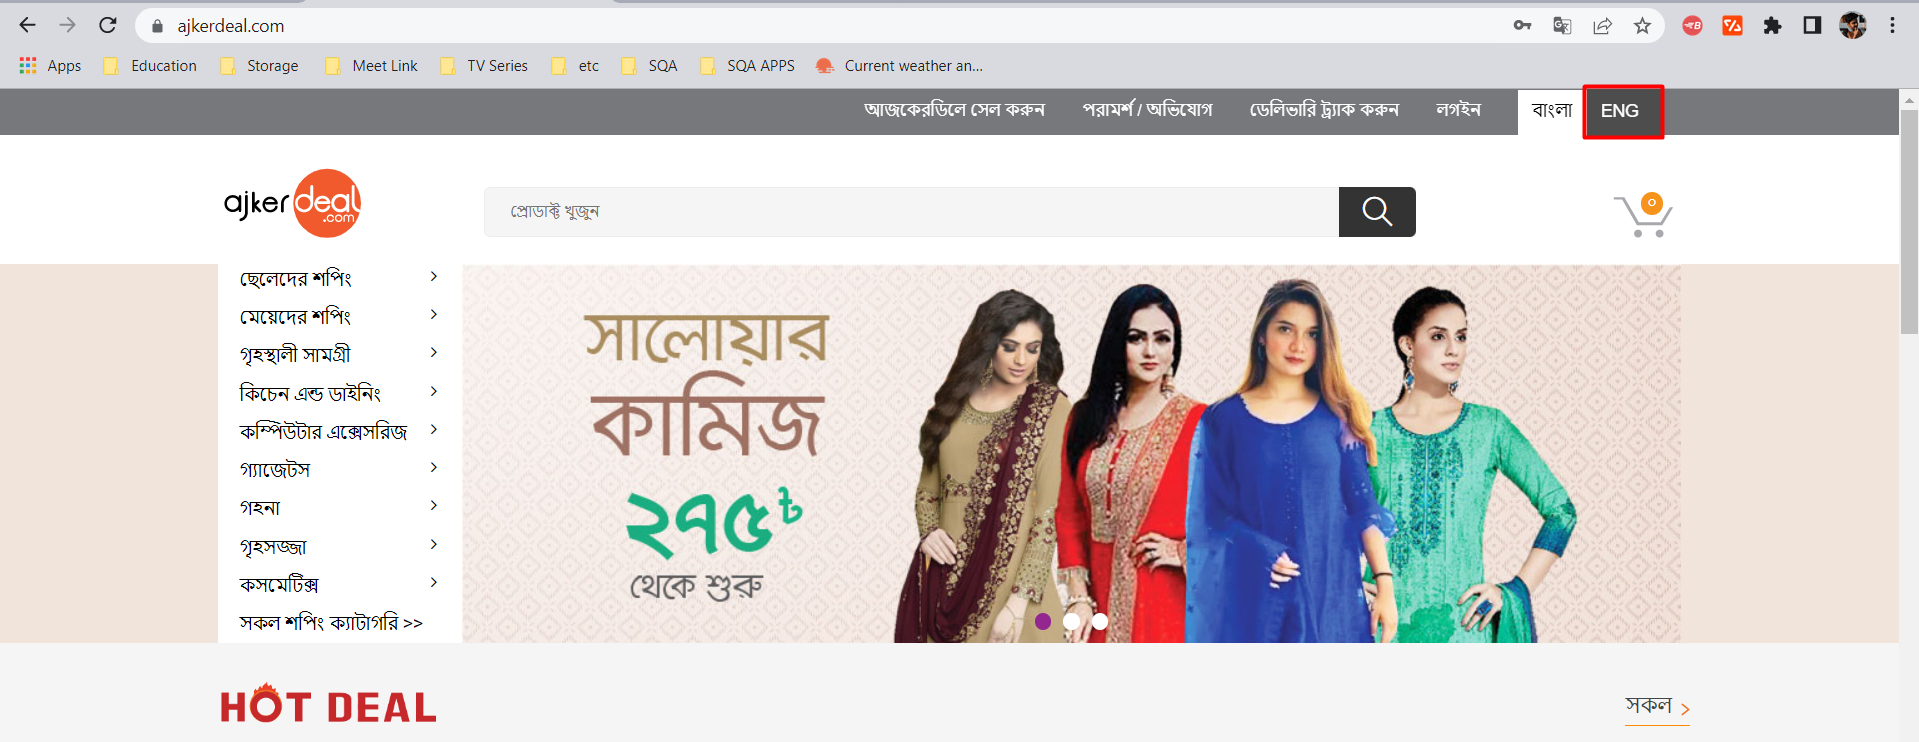 ajkerdeal.com
Apps Education Storage Meet Link TV Series etc SQA SQA APPS Current weather an...
আজকেরডিলে সেল করুন পরামর্শ / অভিযোগ ডেলিভারি ট্র্যাক করুন লগইন বাংলা ENG
ajkerdeal.com
প্রোডাক্ট খুজুন
০
ছেলেদের শপিং
মেয়েদের শপিং
গৃহস্থালী সামগ্রী
কিচেন এন্ড ডাইনিং
কম্পিউটার এক্সেসরিজ
গ্যাজেটস
গহনা
গৃহসজ্জা
কসমেটিক্স
সকল শপিং ক্যাটাগরি >>
সালোয়ার
কামিজ
২৭৫৳
থেকে শুরু
HOT DEAL
সকল >